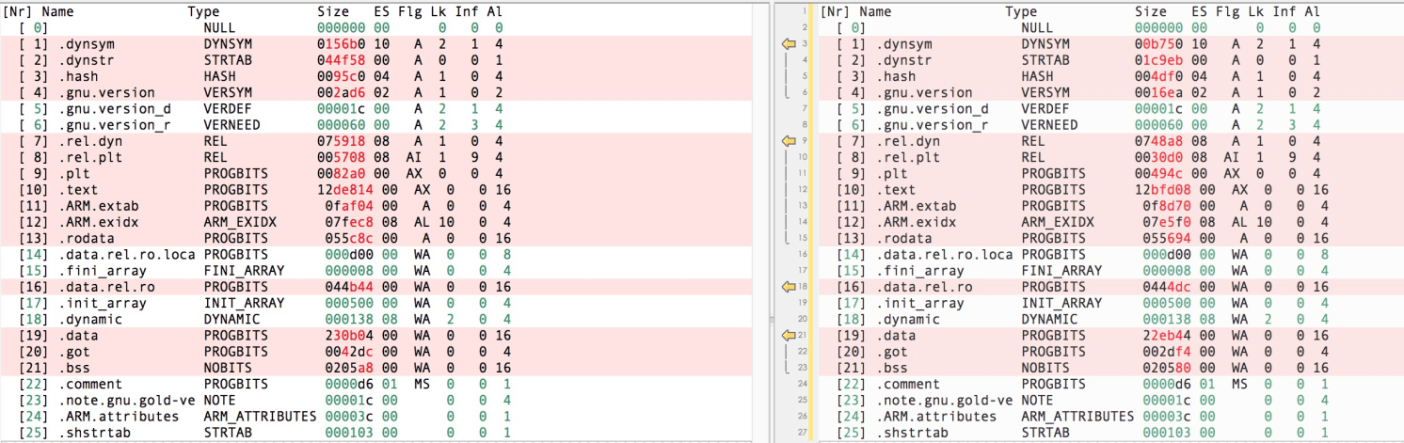 [Nr] Name Type Size ES Flg Lk Inf Al
[ 0] NULL 000000 00 0 0 0
[ 1] .dynsym DYNSYM 0156b0 10 A 2 1 4
[ 2] .dynstr STRTAB 044f58 00 A 0 0 1
[ 3] .hash HASH 0095c0 04 A 1 0 4
[ 4] .gnu.version VERSYM 002ad6 02 A 1 0 2
[ 5] .gnu.version_d VERDEF 00001c 00 A 2 1 4
[ 6] .gnu.version_r VERNEED 000060 00 A 2 3 4
[ 7] .rel.dyn REL 075918 08 A 1 0 4
[ 8] .rel.plt REL 005708 08 AI 1 9 4
[ 9] .plt PROGBITS 0082a0 00 AX 0 0 4
[10] .text PROGBITS 12de814 00 AX 0 0 16
[11] .ARM.extab PROGBITS 0faf04 00 A 0 0 4
[12] .ARM.exidx ARM_EXIDX 07fec8 08 AL 10 0 4
[13] .rodata PROGBITS 055c8c 00 A 0 0 16
[14] .data.rel.ro.loca PROGBITS 000d00 00 WA 0 0 8
[15] .fini_array FINI_ARRAY 000008 00 WA 0 0 4
[16] .data.rel.ro PROGBITS 044b44 00 WA 0 0 16
[17] .init_array INIT_ARRAY 000500 00 WA 0 0 4
[18] .dynamic DYNAMIC 000138 08 WA 2 0 4
[19] .data PROGBITS 230b04 00 WA 0 0 16
[20] .got PROGBITS 0042dc 00 WA 0 0 4
[21] .bss NOBITS 0205a8 00 WA 0 0 16
[22] .comment PROGBITS 0000d6 01 MS 0 0 1
[23] .note.gnu.gold-ve NOTE 00001c 00 0 0 4
[24] .ARM.attributes ARM_ATTRIBUTES 00003c 00 0 0 1
[25] .shstrtab STRTAB 000103 00 0 0 1
1 [Nr] Name Type Size ES Flg Lk Inf Al
2 [ 0] NULL 000000 00 0 0 0
3 [ 1] .dynsym DYNSYM 00b750 10 A 2 1 4
4 [ 2] .dynstr STRTAB 01c9eb 00 A 0 0 1
5 [ 3] .hash HASH 004df0 04 A 1 0 4
6 [ 4] .gnu.version VERSYM 0016ea 02 A 1 0 2
7 [ 5] .gnu.version_d VERDEF 00001c 00 A 2 1 4
8 [ 6] .gnu.version_r VERNEED 000060 00 A 2 3 4
9 [ 7] .rel.dyn REL 0748a8 08 A 1 0 4
10 [ 8] .rel.plt REL 0030d0 08 AI 1 9 4
11 [ 9] .plt PROGBITS 00494c 00 AX 0 0 4
12 [10] .text PROGBITS 12bfd08 00 AX 0 0 16
13 [11] .ARM.extab PROGBITS 0f8d70 00 A 0 0 4
14 [12] .ARM.exidx ARM_EXIDX 07e5f0 08 AL 10 0 4
15 [13] .rodata PROGBITS 055694 00 A 0 0 16
16 [14] .data.rel.ro.loca PROGBITS 000d00 00 WA 0 0 8
17 [15] .fini_array FINI_ARRAY 000008 00 WA 0 0 4
18 [16] .data.rel.ro PROGBITS 0444dc 00 WA 0 0 16
19 [17] .init_array INIT_ARRAY 000500 00 WA 0 0 4
20 [18] .dynamic DYNAMIC 000138 08 WA 2 0 4
21 [19] .data PROGBITS 22eb44 00 WA 0 0 16
22 [20] .got PROGBITS 002df4 00 WA 0 0 4
23 [21] .bss NOBITS 020580 00 WA 0 0 16
24 [22] .comment PROGBITS 0000d6 01 MS 0 0 1
25 [23] .note.gnu.gold-ve NOTE 00001c 00 0 0 4
26 [24] .ARM.attributes ARM_ATTRIBUTES 00003c 00 0 0 1
27 [25] .shstrtab STRTAB 000103 00 0 0 1